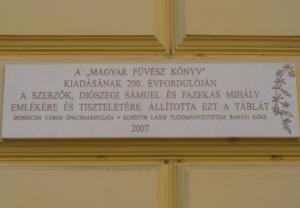 A „MAGYAR FŰVÉSZ KÖNYV"
KIADÁSÁNAK 200. ÉVFORDULÓJÁN
A SZERZŐK, DIÓSZEGI SÁMUEL ÉS FAZEKAS MIHÁLY
EMLÉKÉRE ÉS TISZTELETÉRE ÁLLÍTOTTA EZT A TÁBLÁT
DEBRECEN VÁROS ÖNKORMÁNYZATA • KOSSUTH LAJOS TUDOMÁNYEGYETEM BARÁTI KÖRE
2007